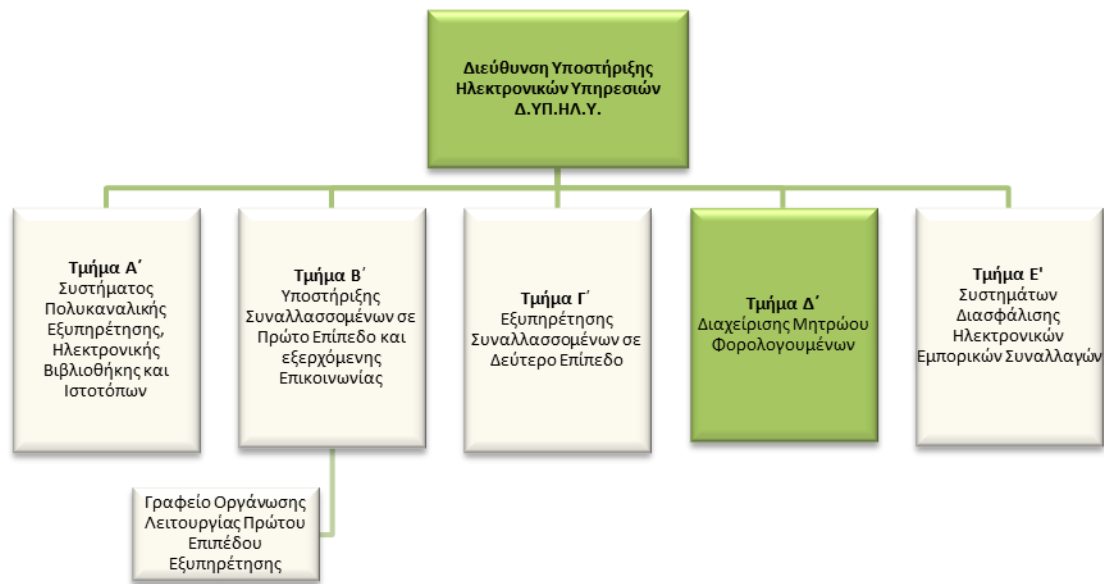 Διεύθυνση Υποστήριξης
Ηλεκτρονικών Υπηρεσιών
Δ.ΥΠ.ΗΛ.Υ.
Τμήμα Α΄
Συστήματος
Πολυκαναλικής
Εξυπηρέτησης,
Ηλεκτρονικής
Βιβλιοθήκης και
Ιστοτόπων
Τμήμα Β΄
Υποστήριξης
Συναλλασσομένων σε
Πρώτο Επίπεδο και
εξερχόμενης
Επικοινωνίας
Τμήμα Γ΄
Εξυπηρέτησης
Συναλλασσομένων σε
Δεύτερο Επίπεδο
Τμήμα Δ΄
Διαχείρισης Μητρώου
Φορολογουμένων
Τμήμα Ε'
Συστημάτων
Διασφάλισης
Ηλεκτρονικών
Εμπορικών Συναλλαγών
Γραφείο Οργάνωσης
Λειτουργίας Πρώτου
Επιπέδου
Εξυπηρέτησης